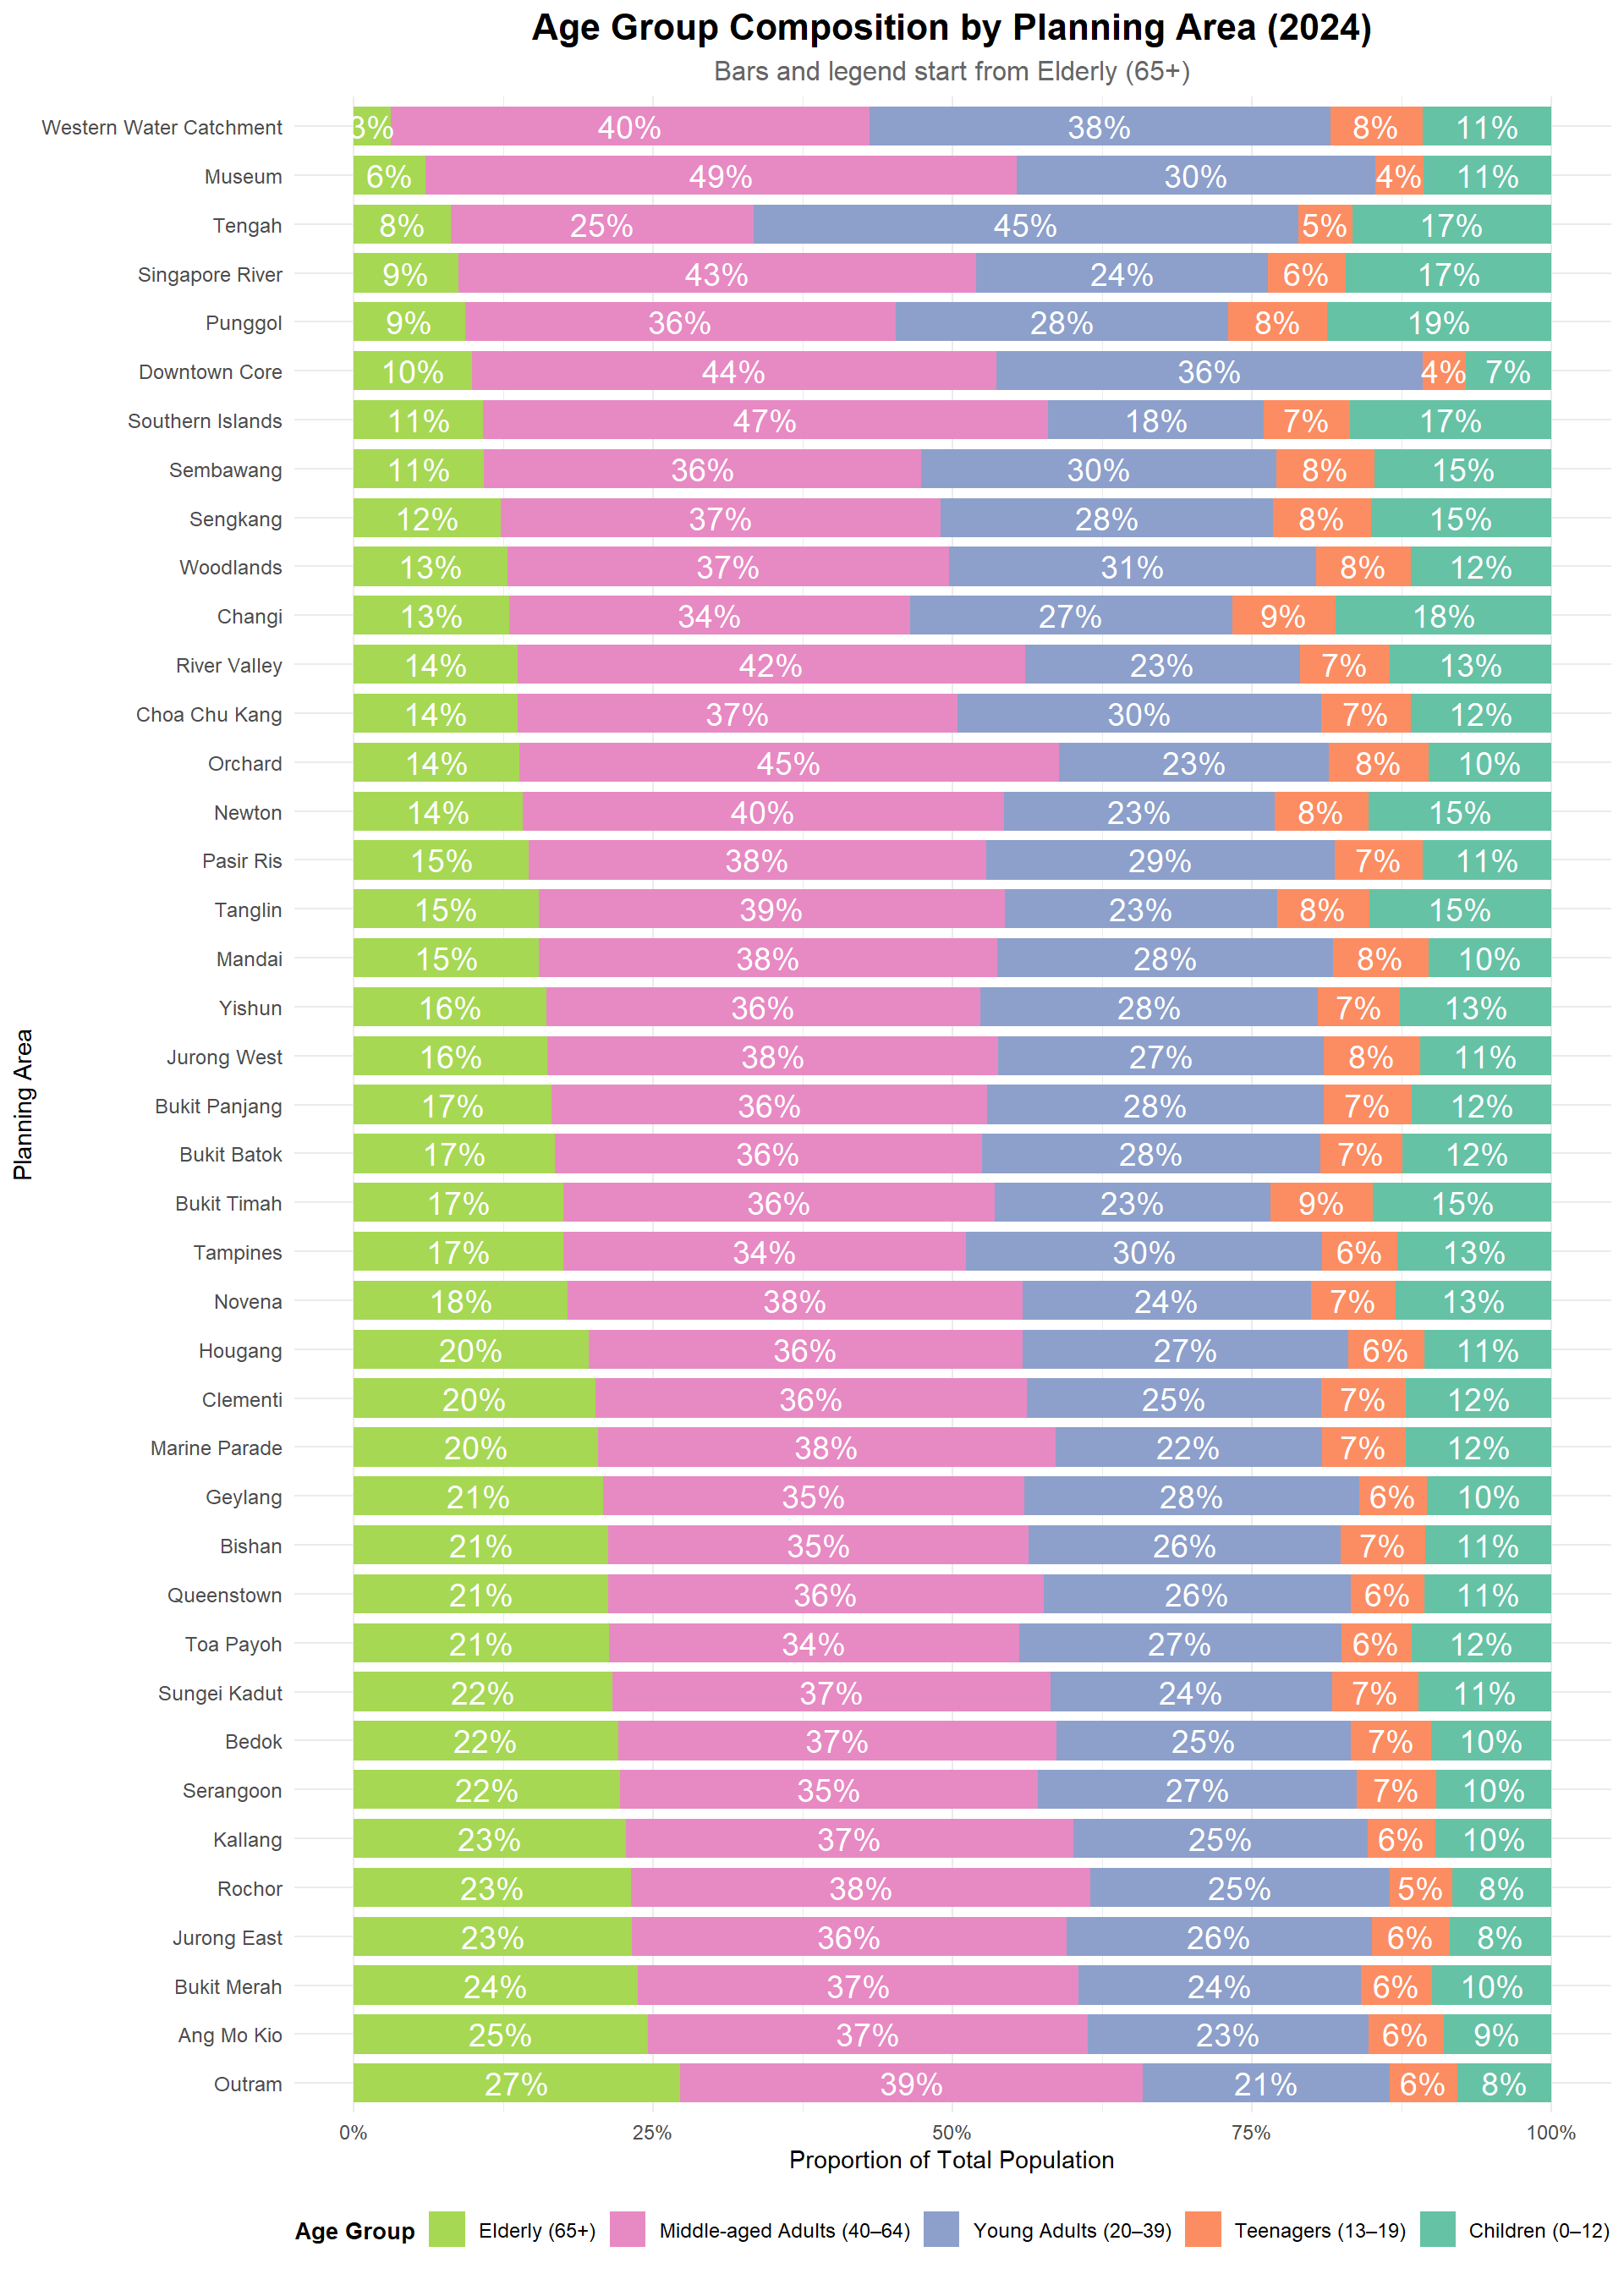 Age Group Composition by Planning Area (2024)
Bars and legend start from Elderly (65+)
Western Water Catchment 3% 40% 38% 8% 11%
Museum 6% 49% 30% 4% 11%
Tengah 8% 25% 45% 5% 17%
Singapore River 9% 43% 24% 6% 17%
Punggol 9% 36% 28% 8% 19%
Downtown Core 10% 44% 36% 4% 7%
Southern Islands 11% 47% 18% 7% 17%
Sembawang 11% 36% 30% 8% 15%
Sengkang 12% 37% 28% 8% 15%
Woodlands 13% 37% 31% 8% 12%
Changi 13% 34% 27% 9% 18%
River Valley 14% 42% 23% 7% 13%
Choa Chu Kang 14% 37% 30% 7% 12%
Orchard 14% 45% 23% 8% 10%
Newton 14% 40% 23% 8% 15%
Pasir Ris 15% 38% 29% 7% 11%
Tanglin 15% 39% 23% 8% 15%
Mandai 15% 38% 28% 8% 10%
Yishun 16% 36% 28% 7% 13%
Jurong West 16% 38% 27% 8% 11%
Bukit Panjang 17% 36% 28% 7% 12%
Bukit Batok 17% 36% 28% 7% 12%
Bukit Timah 17% 36% 23% 9% 15%
Tampines 17% 34% 30% 6% 13%
Novena 18% 38% 24% 7% 13%
Hougang 20% 36% 27% 6% 11%
Clementi 20% 36% 25% 7% 12%
Marine Parade 20% 38% 22% 7% 12%
Geylang 21% 35% 28% 6% 10%
Bishan 21% 35% 26% 7% 11%
Queenstown 21% 36% 26% 6% 11%
Toa Payoh 21% 34% 27% 6% 12%
Sungei Kadut 22% 37% 24% 7% 11%
Bedok 22% 37% 25% 7% 10%
Serangoon 22% 35% 27% 7% 10%
Kallang 23% 37% 25% 6% 10%
Rochor 23% 38% 25% 5% 8%
Jurong East 23% 36% 26% 6% 8%
Bukit Merah 24% 37% 24% 6% 10%
Ang Mo Kio 25% 37% 23% 6% 9%
Outram 27% 39% 21% 6% 8%
Planning Area
0% 25% 50% 75% 100%
Proportion of Total Population
Age Group Elderly (65+) Middle-aged Adults (40–64) Young Adults (20–39) Teenagers (13–19) Children (0–12)